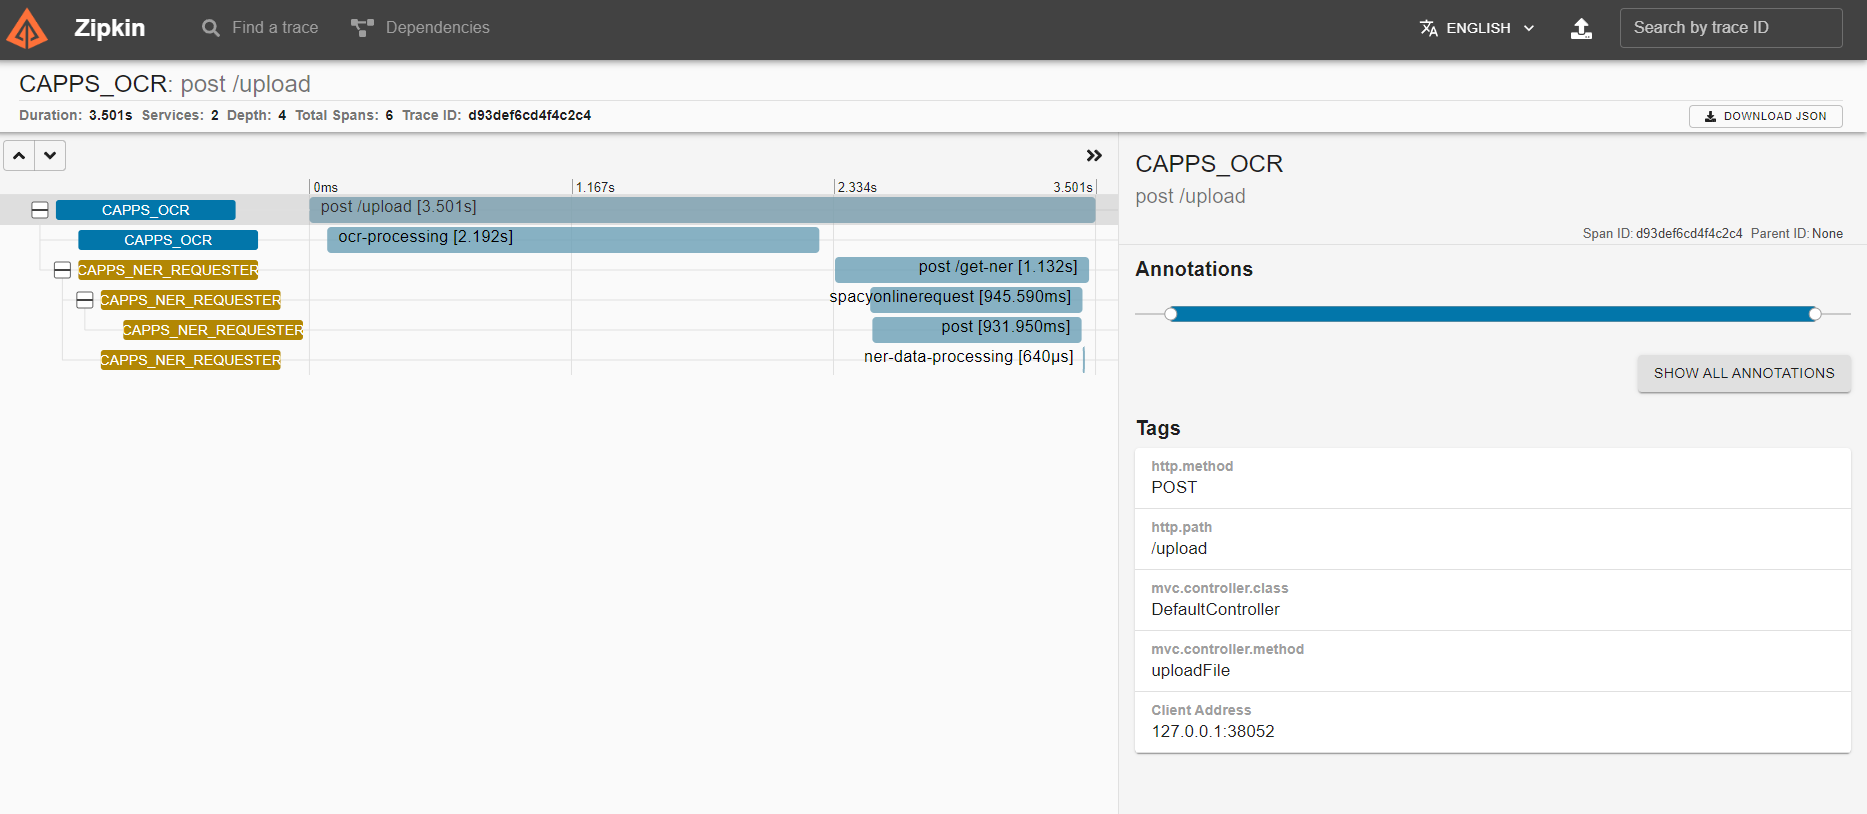 Zipkin
Find a trace
Dependencies
ENGLISH
Search by trace ID
CAPPS_OCR: post /upload
Duration: 3.501s Services: 2 Depth: 4 Total Spans: 6 Trace ID: d93def6cd4f4c2c4
DOWNLOAD JSON
0ms 1.167s 2.334s 3.501s
CAPPS_OCR post /upload [3.501s]
CAPPS_OCR ocr-processing [2.192s]
CAPPS_NER_REQUESTER post /get-ner [1.132s]
CAPPS_NER_REQUESTER spacyonlinerequest [945.590ms]
CAPPS_NER_REQUESTER post [931.950ms]
CAPPS_NER_REQUESTER ner-data-processing [640μs]
CAPPS_OCR
post /upload
Span ID: d93def6cd4f4c2c4 Parent ID: None
Annotations
SHOW ALL ANNOTATIONS
Tags
http.method
POST
http.path
/upload
mvc.controller.class
DefaultController
mvc.controller.method
uploadFile
Client Address
127.0.0.1:38052